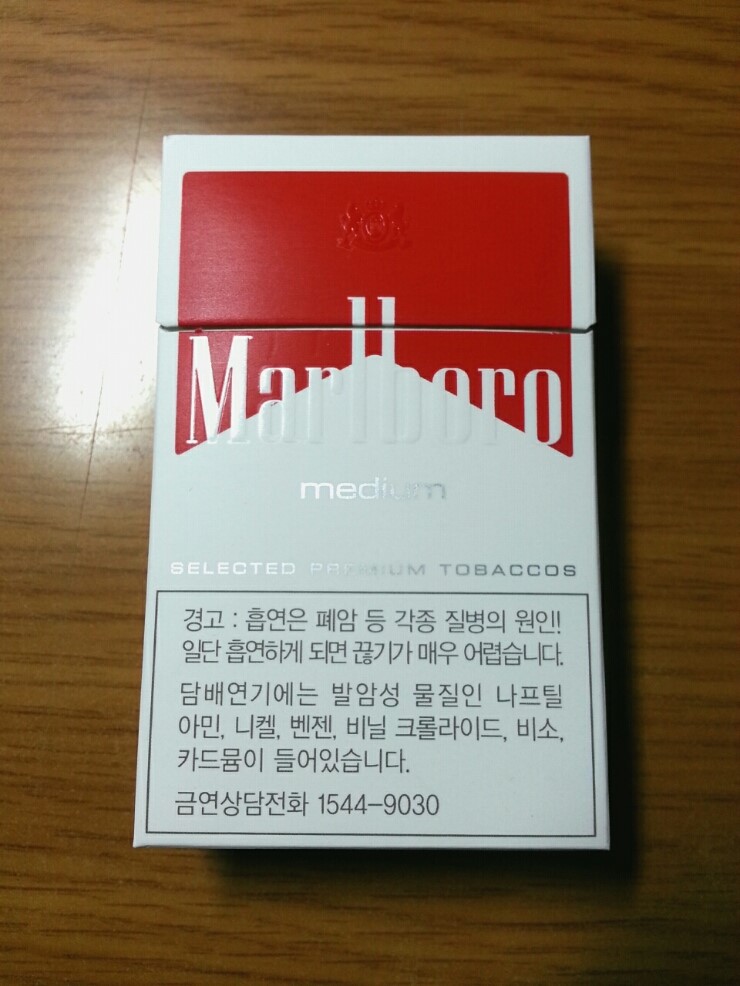 Marlboro
medium
SELECTED PREMIUM TOBACCOS
경고 : 흡연은 폐암 등 각종 질병의 원인!
일단 흡연하게 되면 끊기가 매우 어렵습니다.
담배연기에는 발암성 물질인 나프틸
아민, 니켈, 벤젠, 비닐 크롤라이드, 비소,
카드뮴이 들어있습니다.
금연상담전화 1544-9030